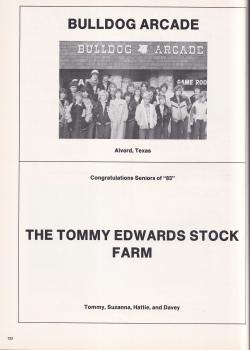 BULLDOG ARCADE
BULLDOG ARCADE
GAME ROO
Alvord, Texas
Congratulations Seniors of "83"
THE TOMMY EDWARDS STOCK
FARM
Tommy, Suzanna, Hattie, and Davey